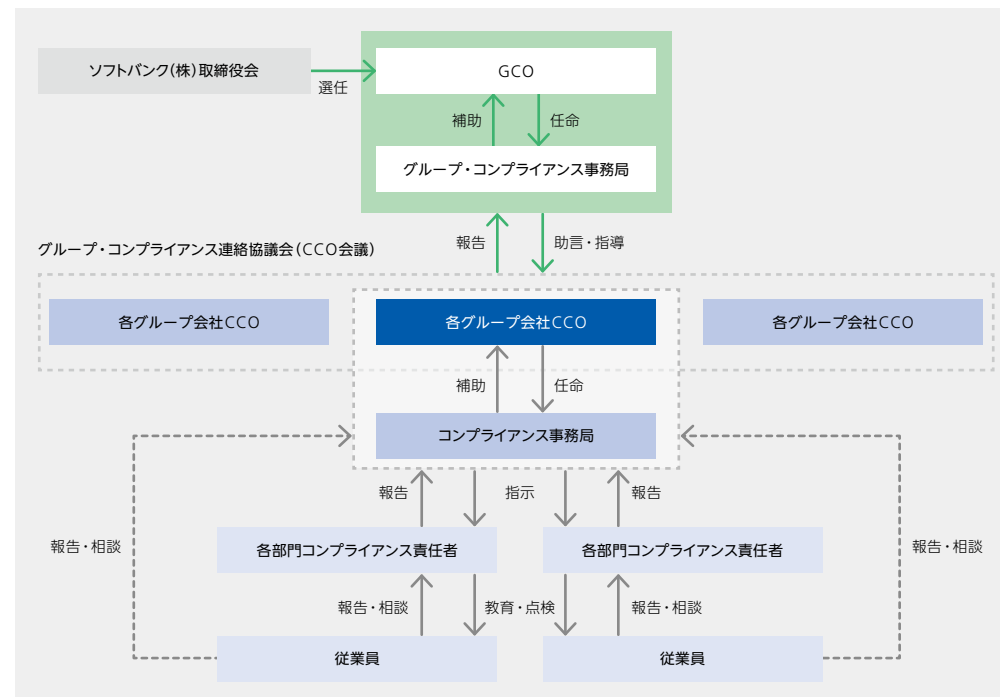 ソフトバンク(株)取締役会
選任
GCO
補助
任命
グループ・コンプライアンス事務局
報告
助言・指導
グループ・コンプライアンス連絡協議会(CCO会議)
各グループ会社CCO
各グループ会社CCO
各グループ会社CCO
補助
任命
コンプライアンス事務局
報告
指示
報告
各部門コンプライアンス責任者
各部門コンプライアンス責任者
報告・相談
報告・相談
報告・相談
教育・点検
報告・相談
従業員
従業員